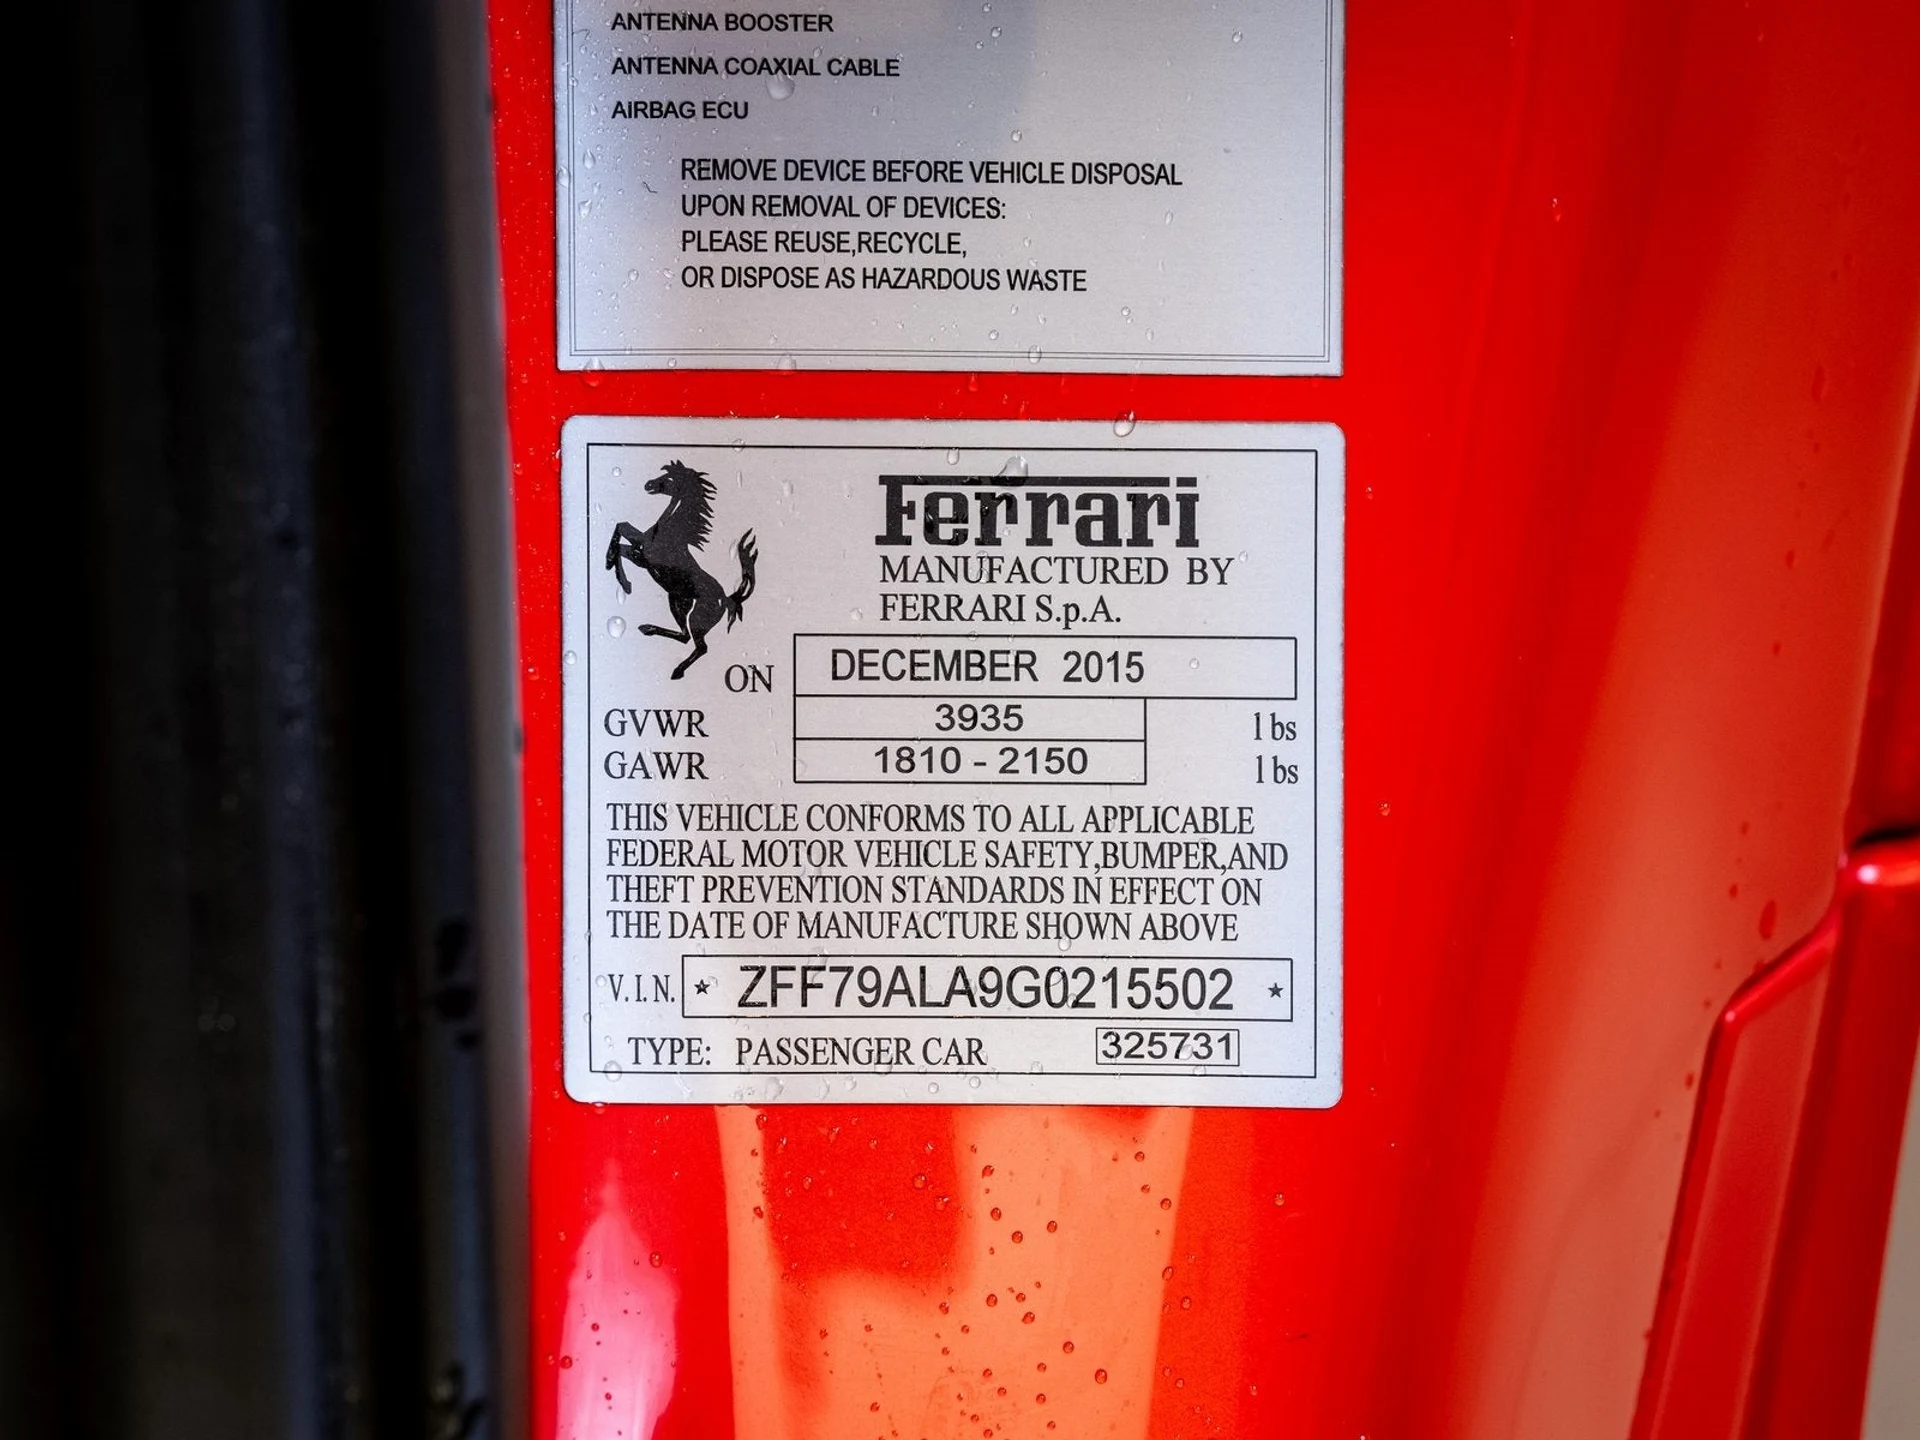 ANTENNA BOOSTER
ANTENNA COAXIAL CABLE
AIRBAG ECU
REMOVE DEVICE BEFORE VEHICLE DISPOSAL
UPON REMOVAL OF DEVICES:
PLEASE REUSE,RECYCLE,
OR DISPOSE AS HAZARDOUS WASTE
Ferrari
MANUFACTURED BY
FERRARI S.p.A.
ON DECEMBER 2015
GVWR 3935 lbs
GAWR 1810 - 2150 lbs
THIS VEHICLE CONFORMS TO ALL APPLICABLE
FEDERAL MOTOR VEHICLE SAFETY,BUMPER,AND
THEFT PREVENTION STANDARDS IN EFFECT ON
THE DATE OF MANUFACTURE SHOWN ABOVE
V.I.N. ★ ZFF79ALA9G0215502 ★
TYPE: PASSENGER CAR 325731